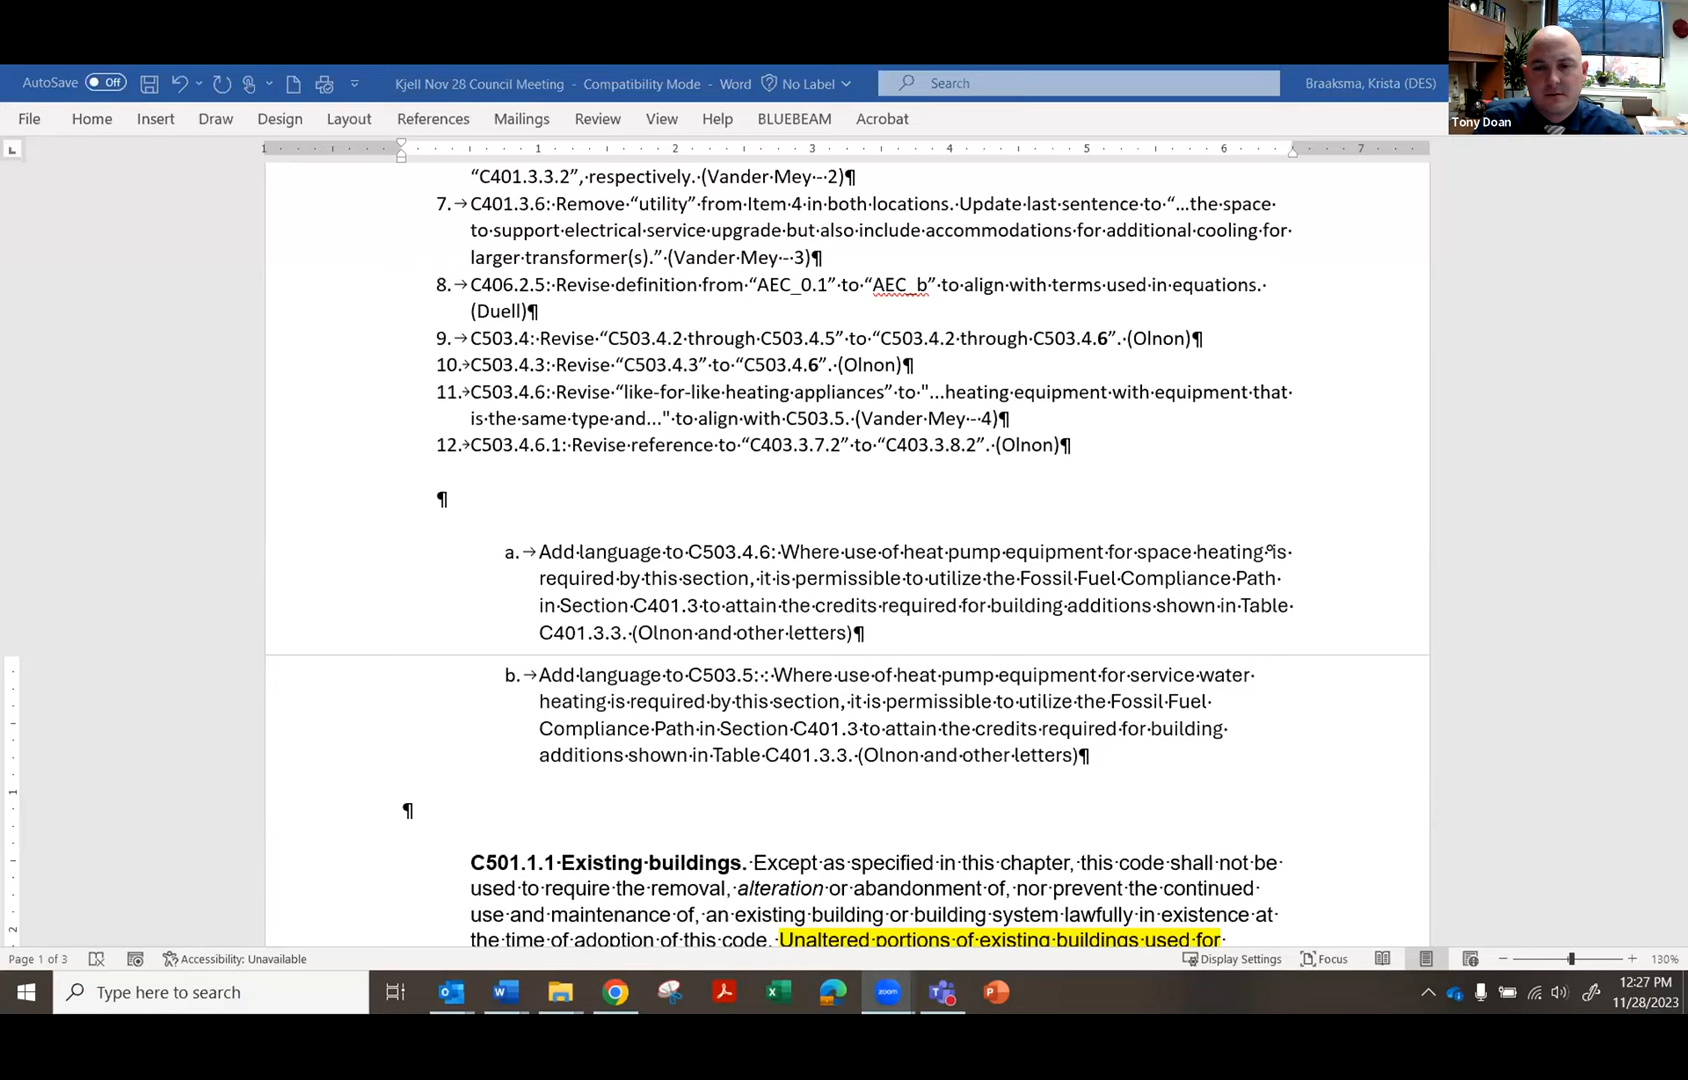 AutoSave Off
Kjell Nov 28 Council Meeting - Compatibility Mode - Word No Label
Search
Braaksma, Krista (DES)
Tony Doan
File Home Insert Draw Design Layout References Mailings Review View Help BLUEBEAM Acrobat
1 1 2 3 4 5 6 7
“C401.3.3.2”, respectively. (Vander Mey - 2)¶
7. C401.3.6: Remove “utility” from Item 4 in both locations. Update last sentence to “…the space
to support electrical service upgrade but also include accommodations for additional cooling for
larger transformer(s).” (Vander Mey - 3)¶
8. C406.2.5: Revise definition from “AEC_0.1” to “AEC_b” to align with terms used in equations.
(Duell)¶
9. C503.4: Revise “C503.4.2 through C503.4.5” to “C503.4.2 through C503.4.6”. (Olnon)¶
10. C503.4.3: Revise “C503.4.3” to “C503.4.6”. (Olnon)¶
11. C503.4.6: Revise “like-for-like heating appliances” to "...heating equipment with equipment that
is the same type and..." to align with C503.5. (Vander Mey - 4)¶
12. C503.4.6.1: Revise reference to “C403.3.7.2” to “C403.3.8.2”. (Olnon)¶
¶
a. Add language to C503.4.6: Where use of heat pump equipment for space heating is
required by this section, it is permissible to utilize the Fossil Fuel Compliance Path
in Section C401.3 to attain the credits required for building additions shown in Table
C401.3.3. (Olnon and other letters)¶
b. Add language to C503.5: : Where use of heat pump equipment for service water
heating is required by this section, it is permissible to utilize the Fossil Fuel
Compliance Path in Section C401.3 to attain the credits required for building
additions shown in Table C401.3.3. (Olnon and other letters)¶
¶
C501.1.1 Existing buildings. Except as specified in this chapter, this code shall not be
used to require the removal, alteration or abandonment of, nor prevent the continued
use and maintenance of, an existing building or building system lawfully in existence at
the time of adoption of this code. Unaltered portions of existing buildings used for
1
2
Page 1 of 3 Accessibility: Unavailable Display Settings Focus 130%
Type here to search
zoom
12:27 PM
11/28/2023